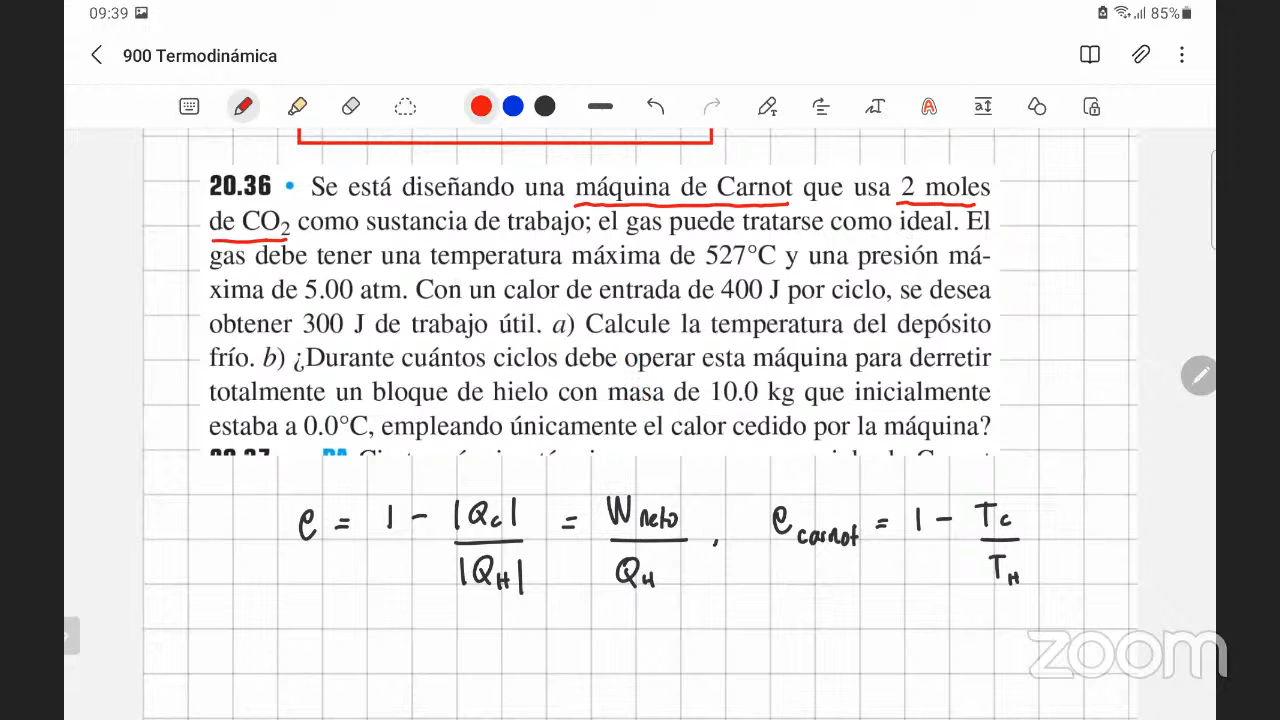 09:39 85%
900 Termodinámica
20.36 • Se está diseñando una máquina de Carnot que usa 2 moles
de CO₂ como sustancia de trabajo; el gas puede tratarse como ideal. El
gas debe tener una temperatura máxima de 527°C y una presión má-
xima de 5.00 atm. Con un calor de entrada de 400 J por ciclo, se desea
obtener 300 J de trabajo útil. a) Calcule la temperatura del depósito
frío. b) ¿Durante cuántos ciclos debe operar esta máquina para derretir
totalmente un bloque de hielo con masa de 10.0 kg que inicialmente
estaba a 0.0°C, empleando únicamente el calor cedido por la máquina?
e = 1 - |Qc| / |QH| = Wneto / QH , e carnot = 1 - Tc / TH
zoom